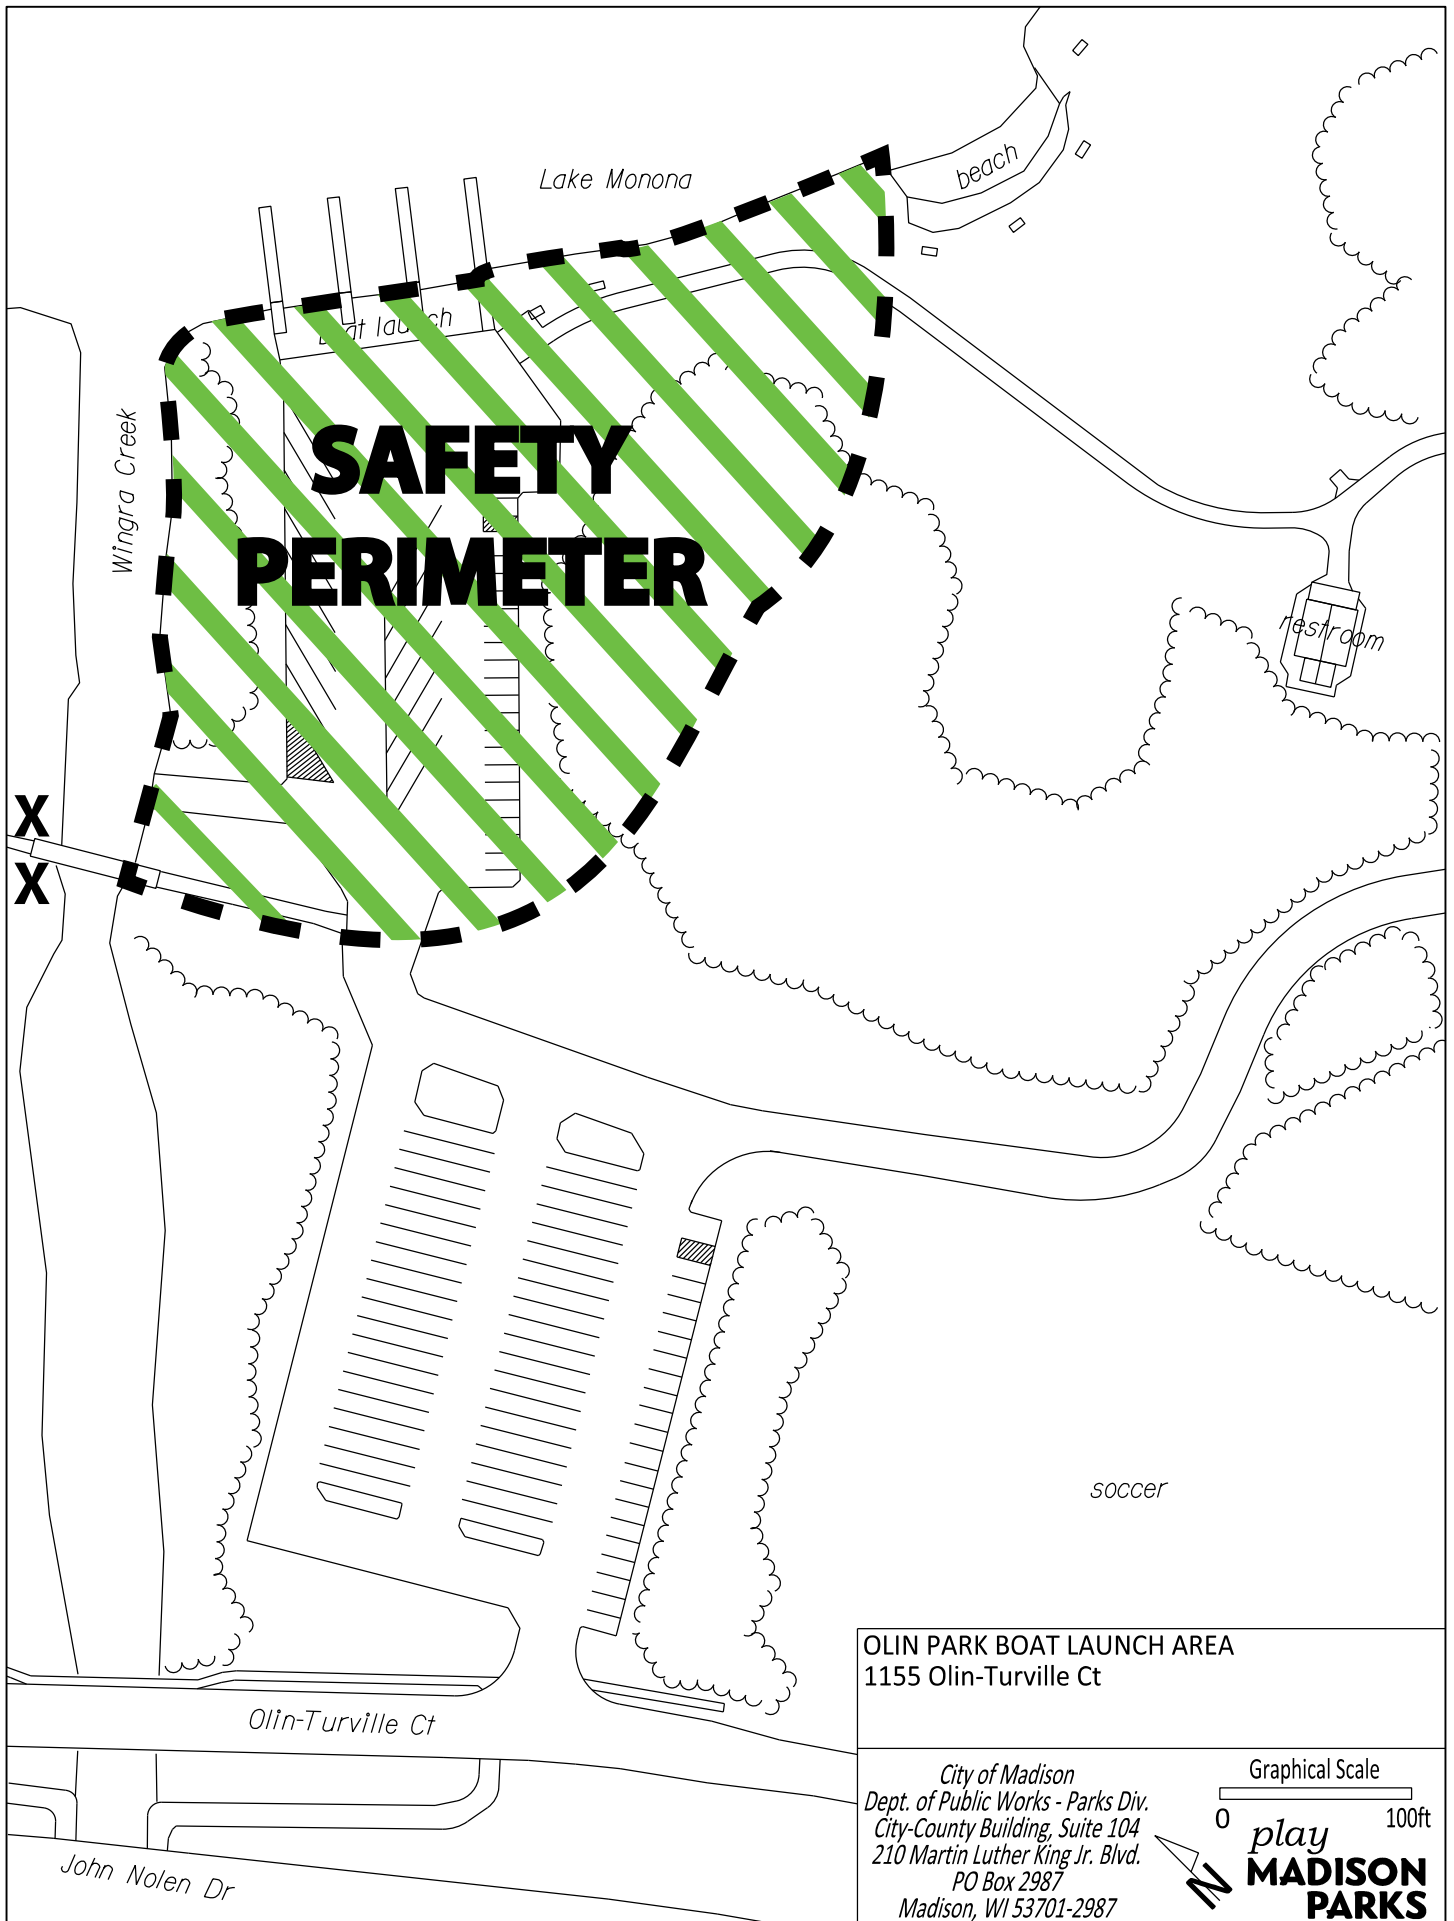 Lake Monona
beach
boat launch
Wingra Creek
SAFETY
PERIMETER
restroom
X
X
soccer
Olin-Turville Ct
John Nolen Dr
OLIN PARK BOAT LAUNCH AREA
1155 Olin-Turville Ct
City of Madison
Dept. of Public Works - Parks Div.
City-County Building, Suite 104
210 Martin Luther King Jr. Blvd.
PO Box 2987
Madison, WI 53701-2987
Graphical Scale
0 100ft
N
play
MADISON
PARKS